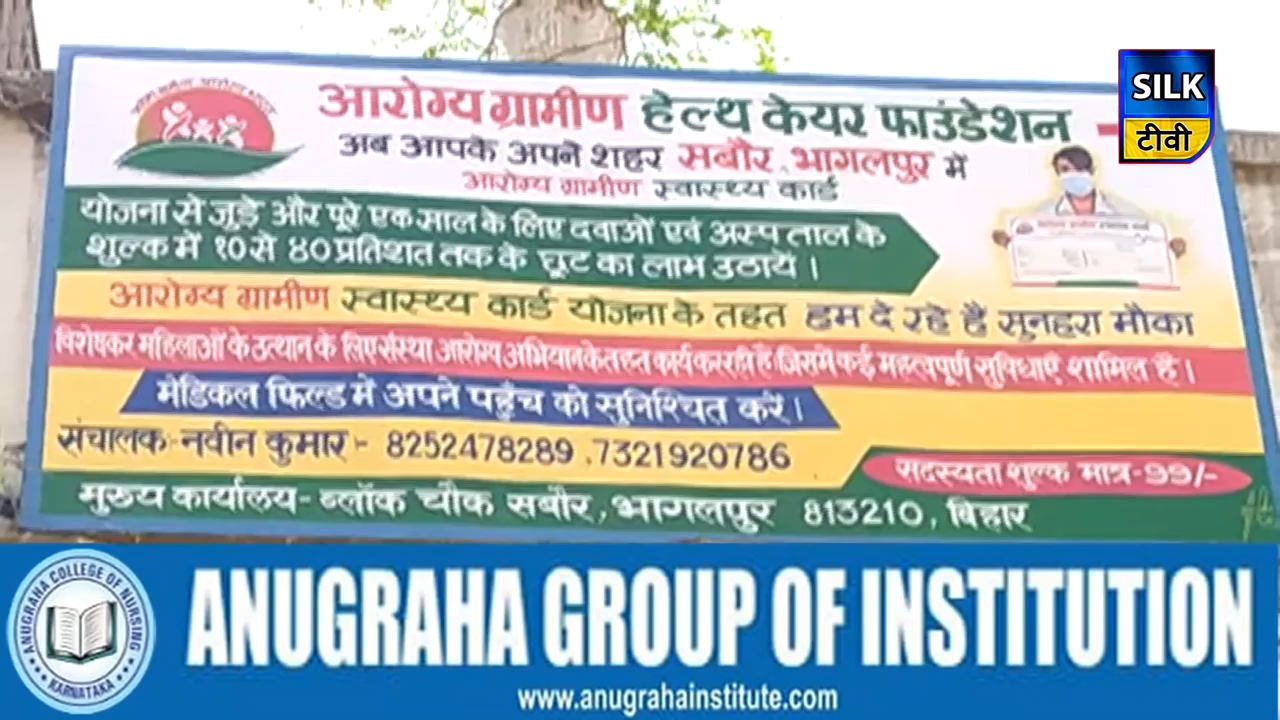 SILK
टीवी
आरोग्य ग्रामीण हेल्थ केयर फाउंडेशन
अब आपके अपने शहर सबौर, भागलपुर में
आरोग्य ग्रामीण स्वास्थ्य कार्ड
योजना से जुड़े और पूरे एक साल के लिए दवाओं एवं अस्पताल के
शुल्क में १० से ४० प्रतिशत तक के छूट का लाभ उठायें।
आरोग्य ग्रामीण स्वास्थ्य कार्ड योजना के तहत हम दे रहे है सुनहरा मौका
विशेषकर महिलाओं के उत्थान के लिए संस्था आरोग्य अभियान के तहत कार्य कर रही है जिसमें कई महत्वपूर्ण सुविधाएँ शामिल हैं।
मेडिकल फिल्ड में अपने पहुँच को सुनिश्चित करें।
संचालक- नवीन कुमार :- 8252478289 ,7321920786
सदस्यता शुल्क मात्र-99/-
मुख्य कार्यालय- ब्लॉक चौक सबौर, भागलपुर 813210, बिहार
ANUGRAHA COLLEGE OF NURSING
KARNATAKA
ANUGRAHA GROUP OF INSTITUTION
www.anugrahainstitute.com